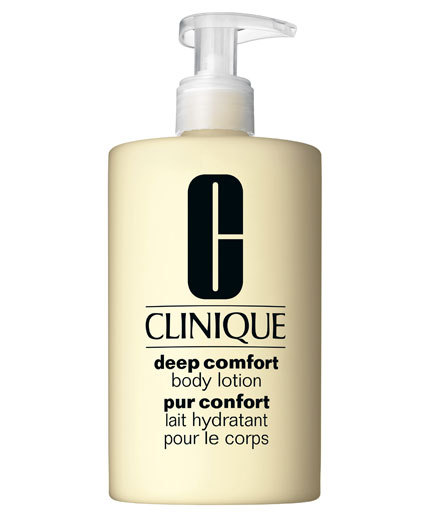 C
CLINIQUE
deep comfort
body lotion
pur confort
lait hydratant
pour le corps